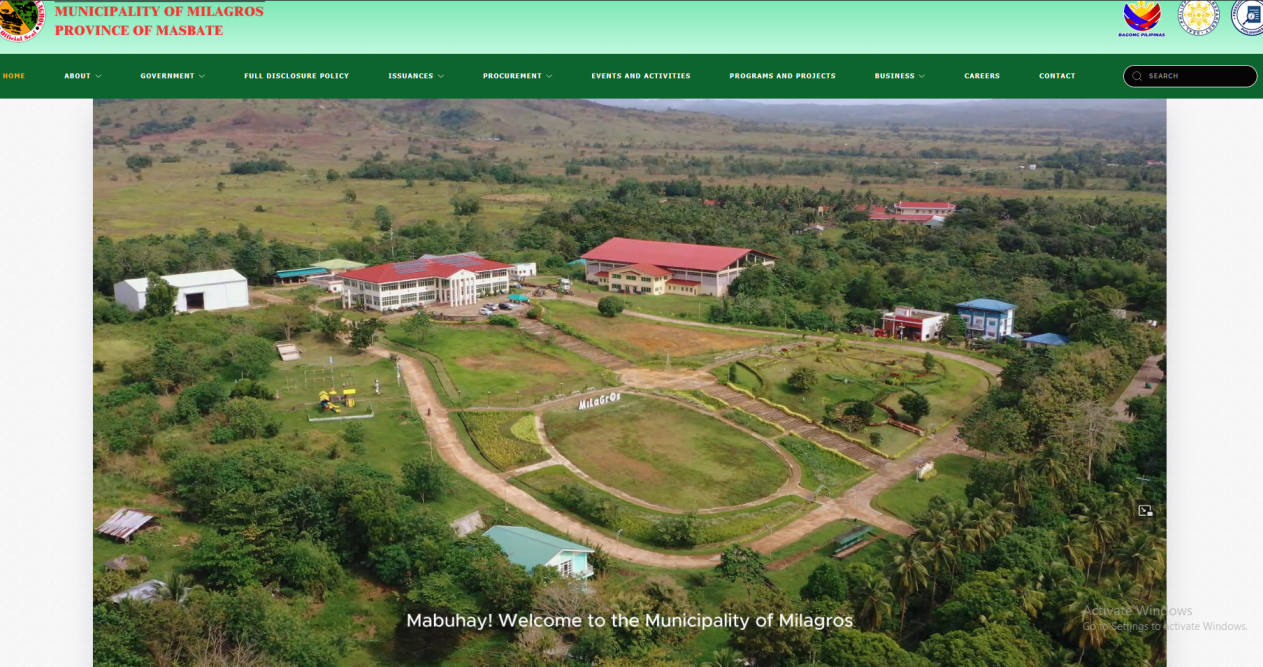 MUNICIPALITY OF MILAGROS
PROVINCE OF MASBATE
BAGONG PILIPINAS
HOME
ABOUT
GOVERNMENT
FULL DISCLOSURE POLICY
ISSUANCES
PROCUREMENT
EVENTS AND ACTIVITIES
PROGRAMS AND PROJECTS
BUSINESS
CAREERS
CONTACT
SEARCH
MiLaGrOs
Mabuhay! Welcome to the Municipality of Milagros
Activate Windows
Go to Settings to activate Windows.